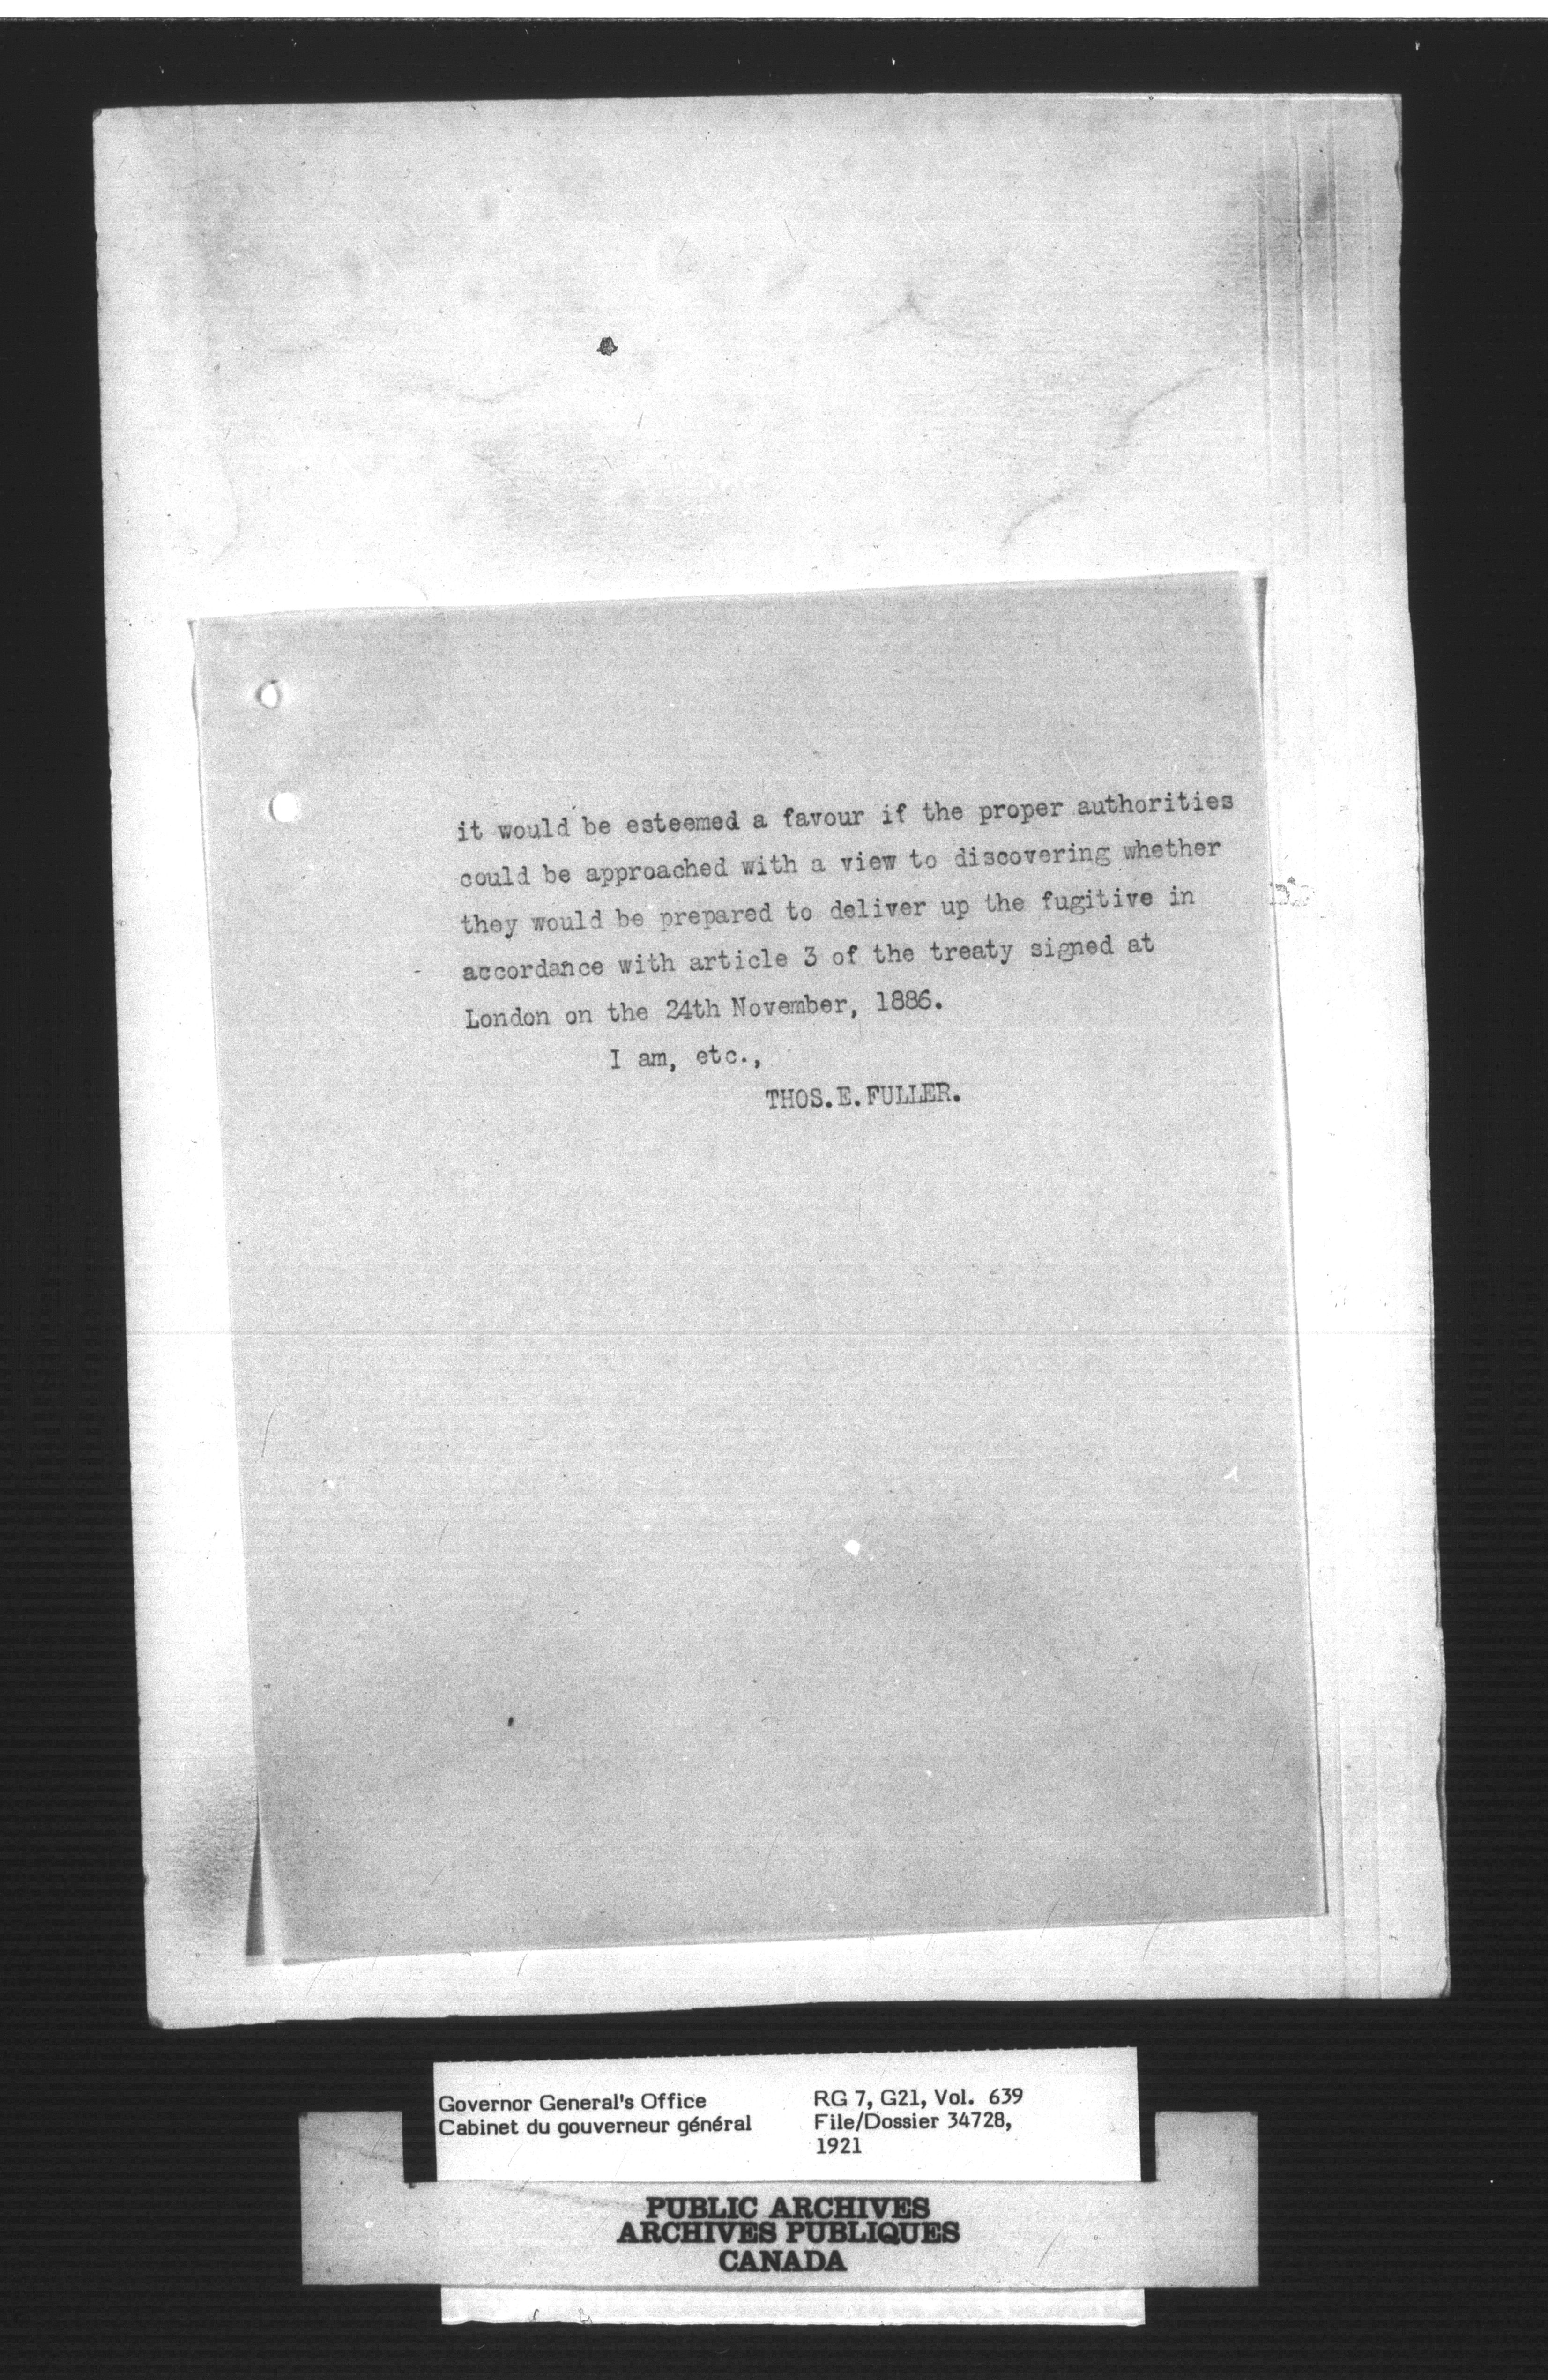 it would be esteemed a favour if the proper authorities
could be approached with a view to discovering whether
they would be prepared to deliver up the fugitive in
accordance with article 3 of the treaty signed at
London on the 24th November, 1886.
I am, etc.,
THOS.E.FULLER.
Governor General's Office
Cabinet du gouverneur général
RG 7, G21, Vol. 639
File/Dossier 34728,
1921
PUBLIC ARCHIVES
ARCHIVES PUBLIQUES
CANADA